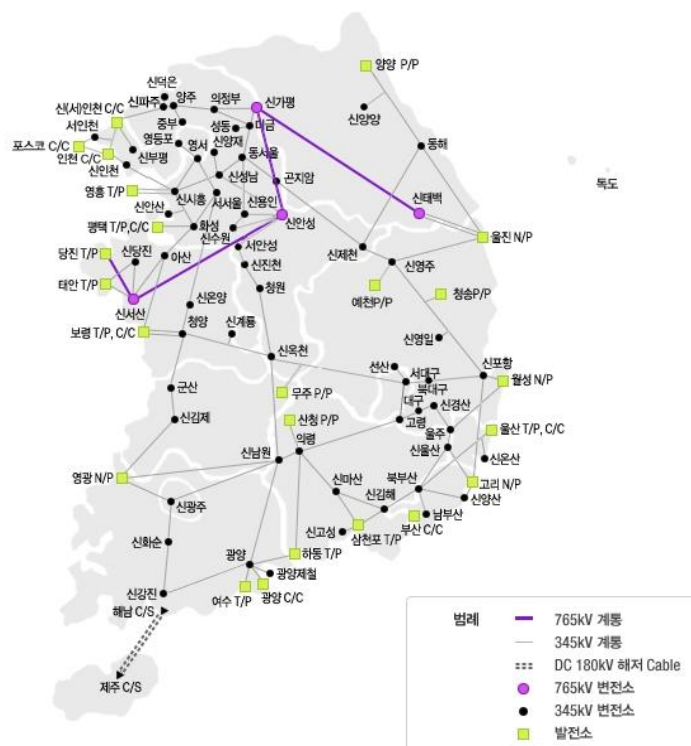 양양 P/P
신덕은
신파주
양주
의정부
신가평
신(서)인천 C/C
신양양
서인천
중부
성동
미금
포스코 C/C
영등포
신양재
동해
인천 C/C
신부평
영서
동서울
신인천
신성남
곤지암
독도
영흥 T/P
신시흥
신태백
신안산
서서울
신용인
신안성
평택 T/P,C/C
화성
신수원
울진 N/P
당진 T/P
신당진
아산
서안성
신제천
신영주
신진천
태안 T/P
청원
예천P/P
청송P/P
신서산
신온양
보령 T/P, C/C
청양
신계룡
신영일
신옥천
선산
서대구
신포항
북대구
월성 N/P
군산
무주 P/P
대구
신경산
신김제
산청 P/P
고령
울주
울산 T/P, C/C
의령
신울산
신온산
영광 N/P
신남원
신마산
북부산
고리 N/P
신광주
신김해
신양산
신고성
삼천포 T/P
부산 C/C
남부산
신화순
광양
하동 T/P
광양제철
신강진
여수 T/P
광양 C/C
해남 C/S
제주 C/S
범례
765kV 계통
345kV 계통
DC 180kV 해저 Cable
765kV 변전소
345kV 변전소
발전소